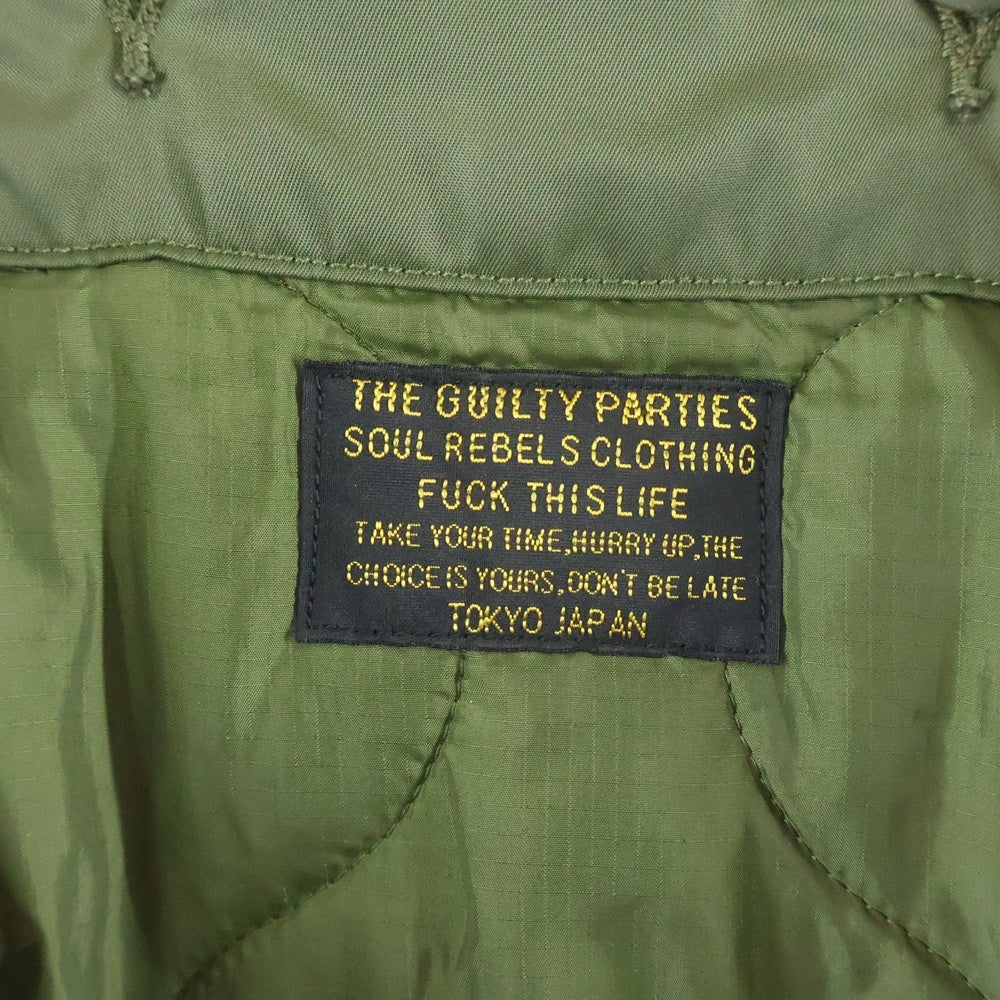 THE GUILTY PARTIES
SOUL REBELS CLOTHING
FUCK THIS LIFE
TAKE YOUR TIME,HURRY UP,THE
CHOICE IS YOURS,DON'T BE LATE
TOKYO JAPAN